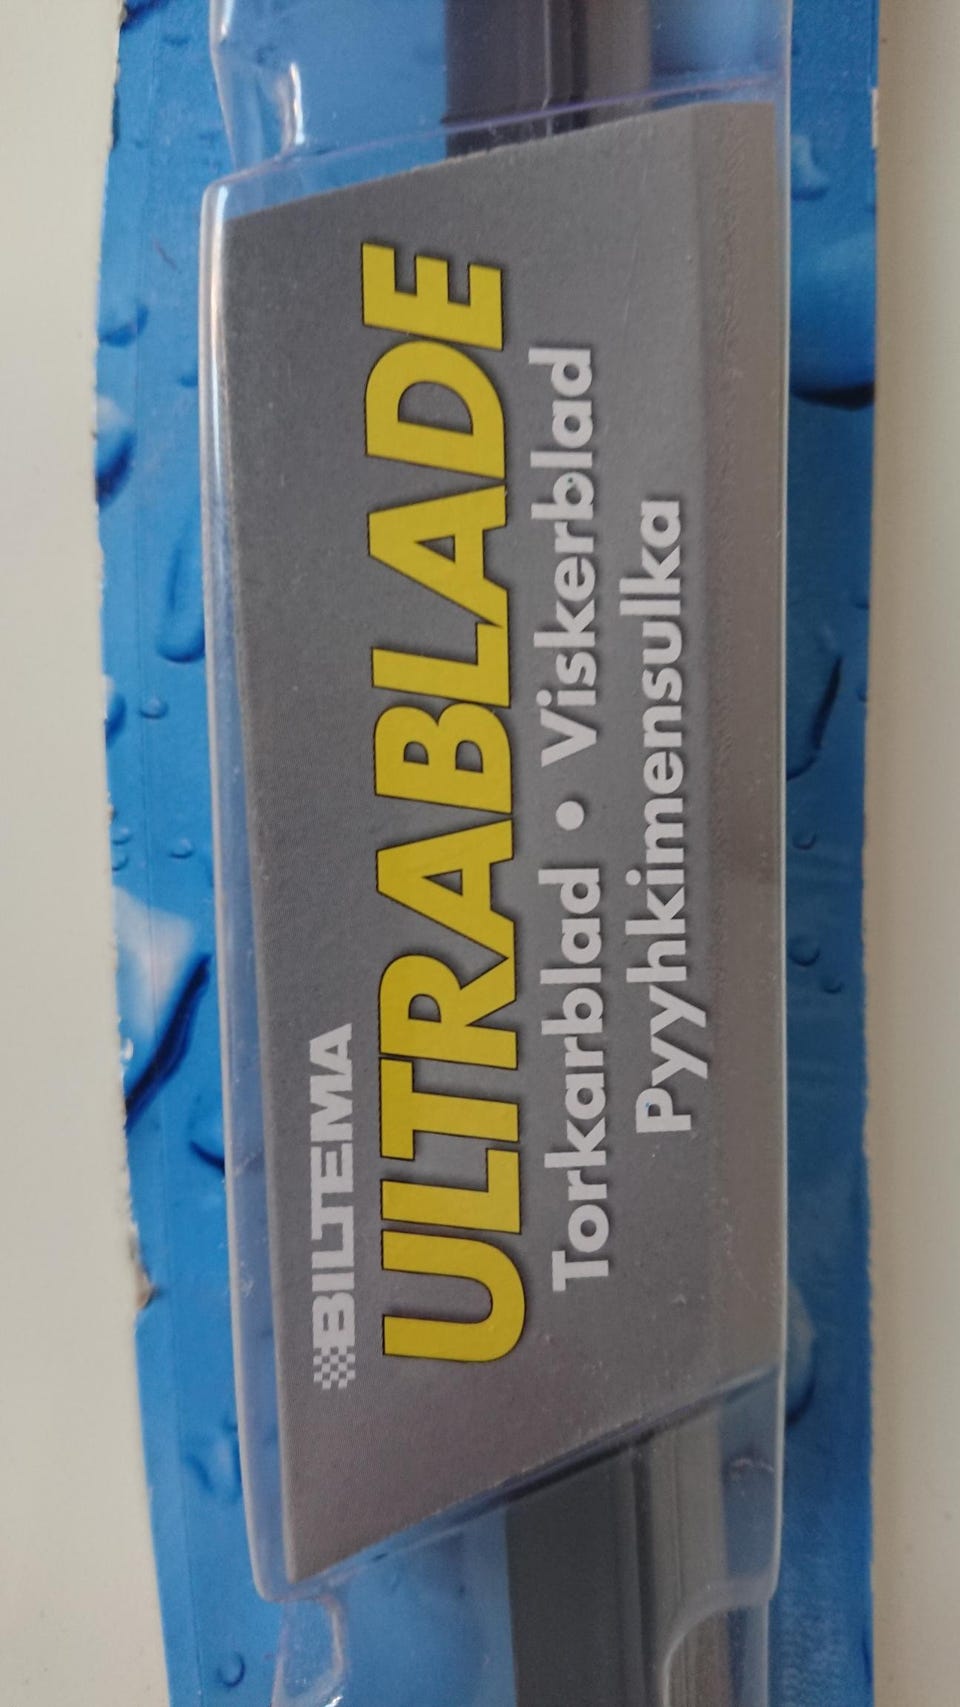 BILTEMA
ULTRABLADE
Torkarblad • Viskerblad
Pyyhkimensulka